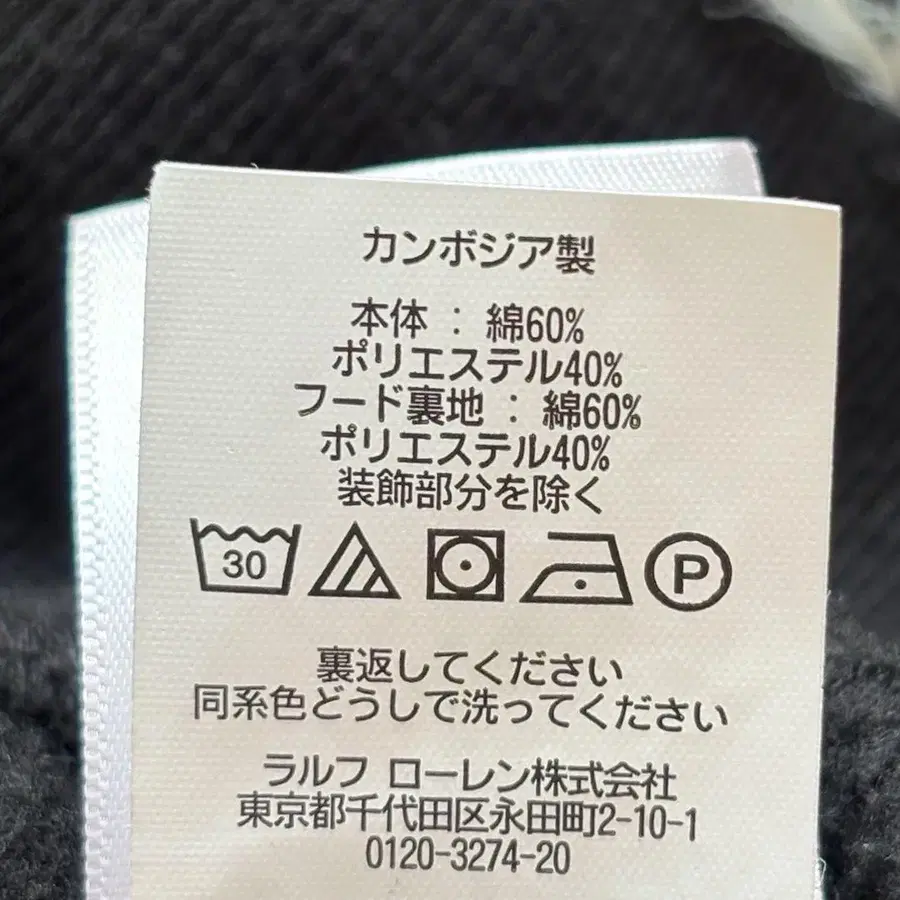 カンボジア製
本体 : 綿60%
ポリエステル40%
フード裏地 : 綿60%
ポリエステル40%
装飾部分を除く
30 P
裏返してください
同系色どうしで洗ってください
ラルフ ローレン株式会社
東京都千代田区永田町2-10-1
0120-3274-20